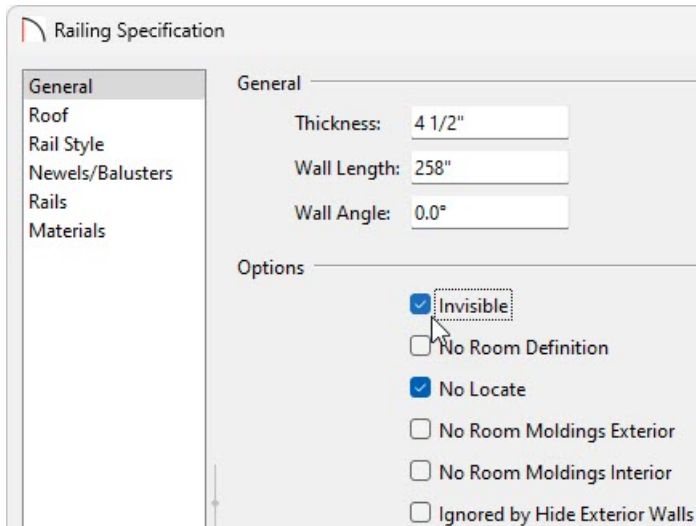 Railing Specification
General
Roof
Rail Style
Newels/Balusters
Rails
Materials
General
Thickness: 4 1/2"
Wall Length: 258"
Wall Angle: 0.0°
Options
Invisible
No Room Definition
No Locate
No Room Moldings Exterior
No Room Moldings Interior
Ignored by Hide Exterior Walls